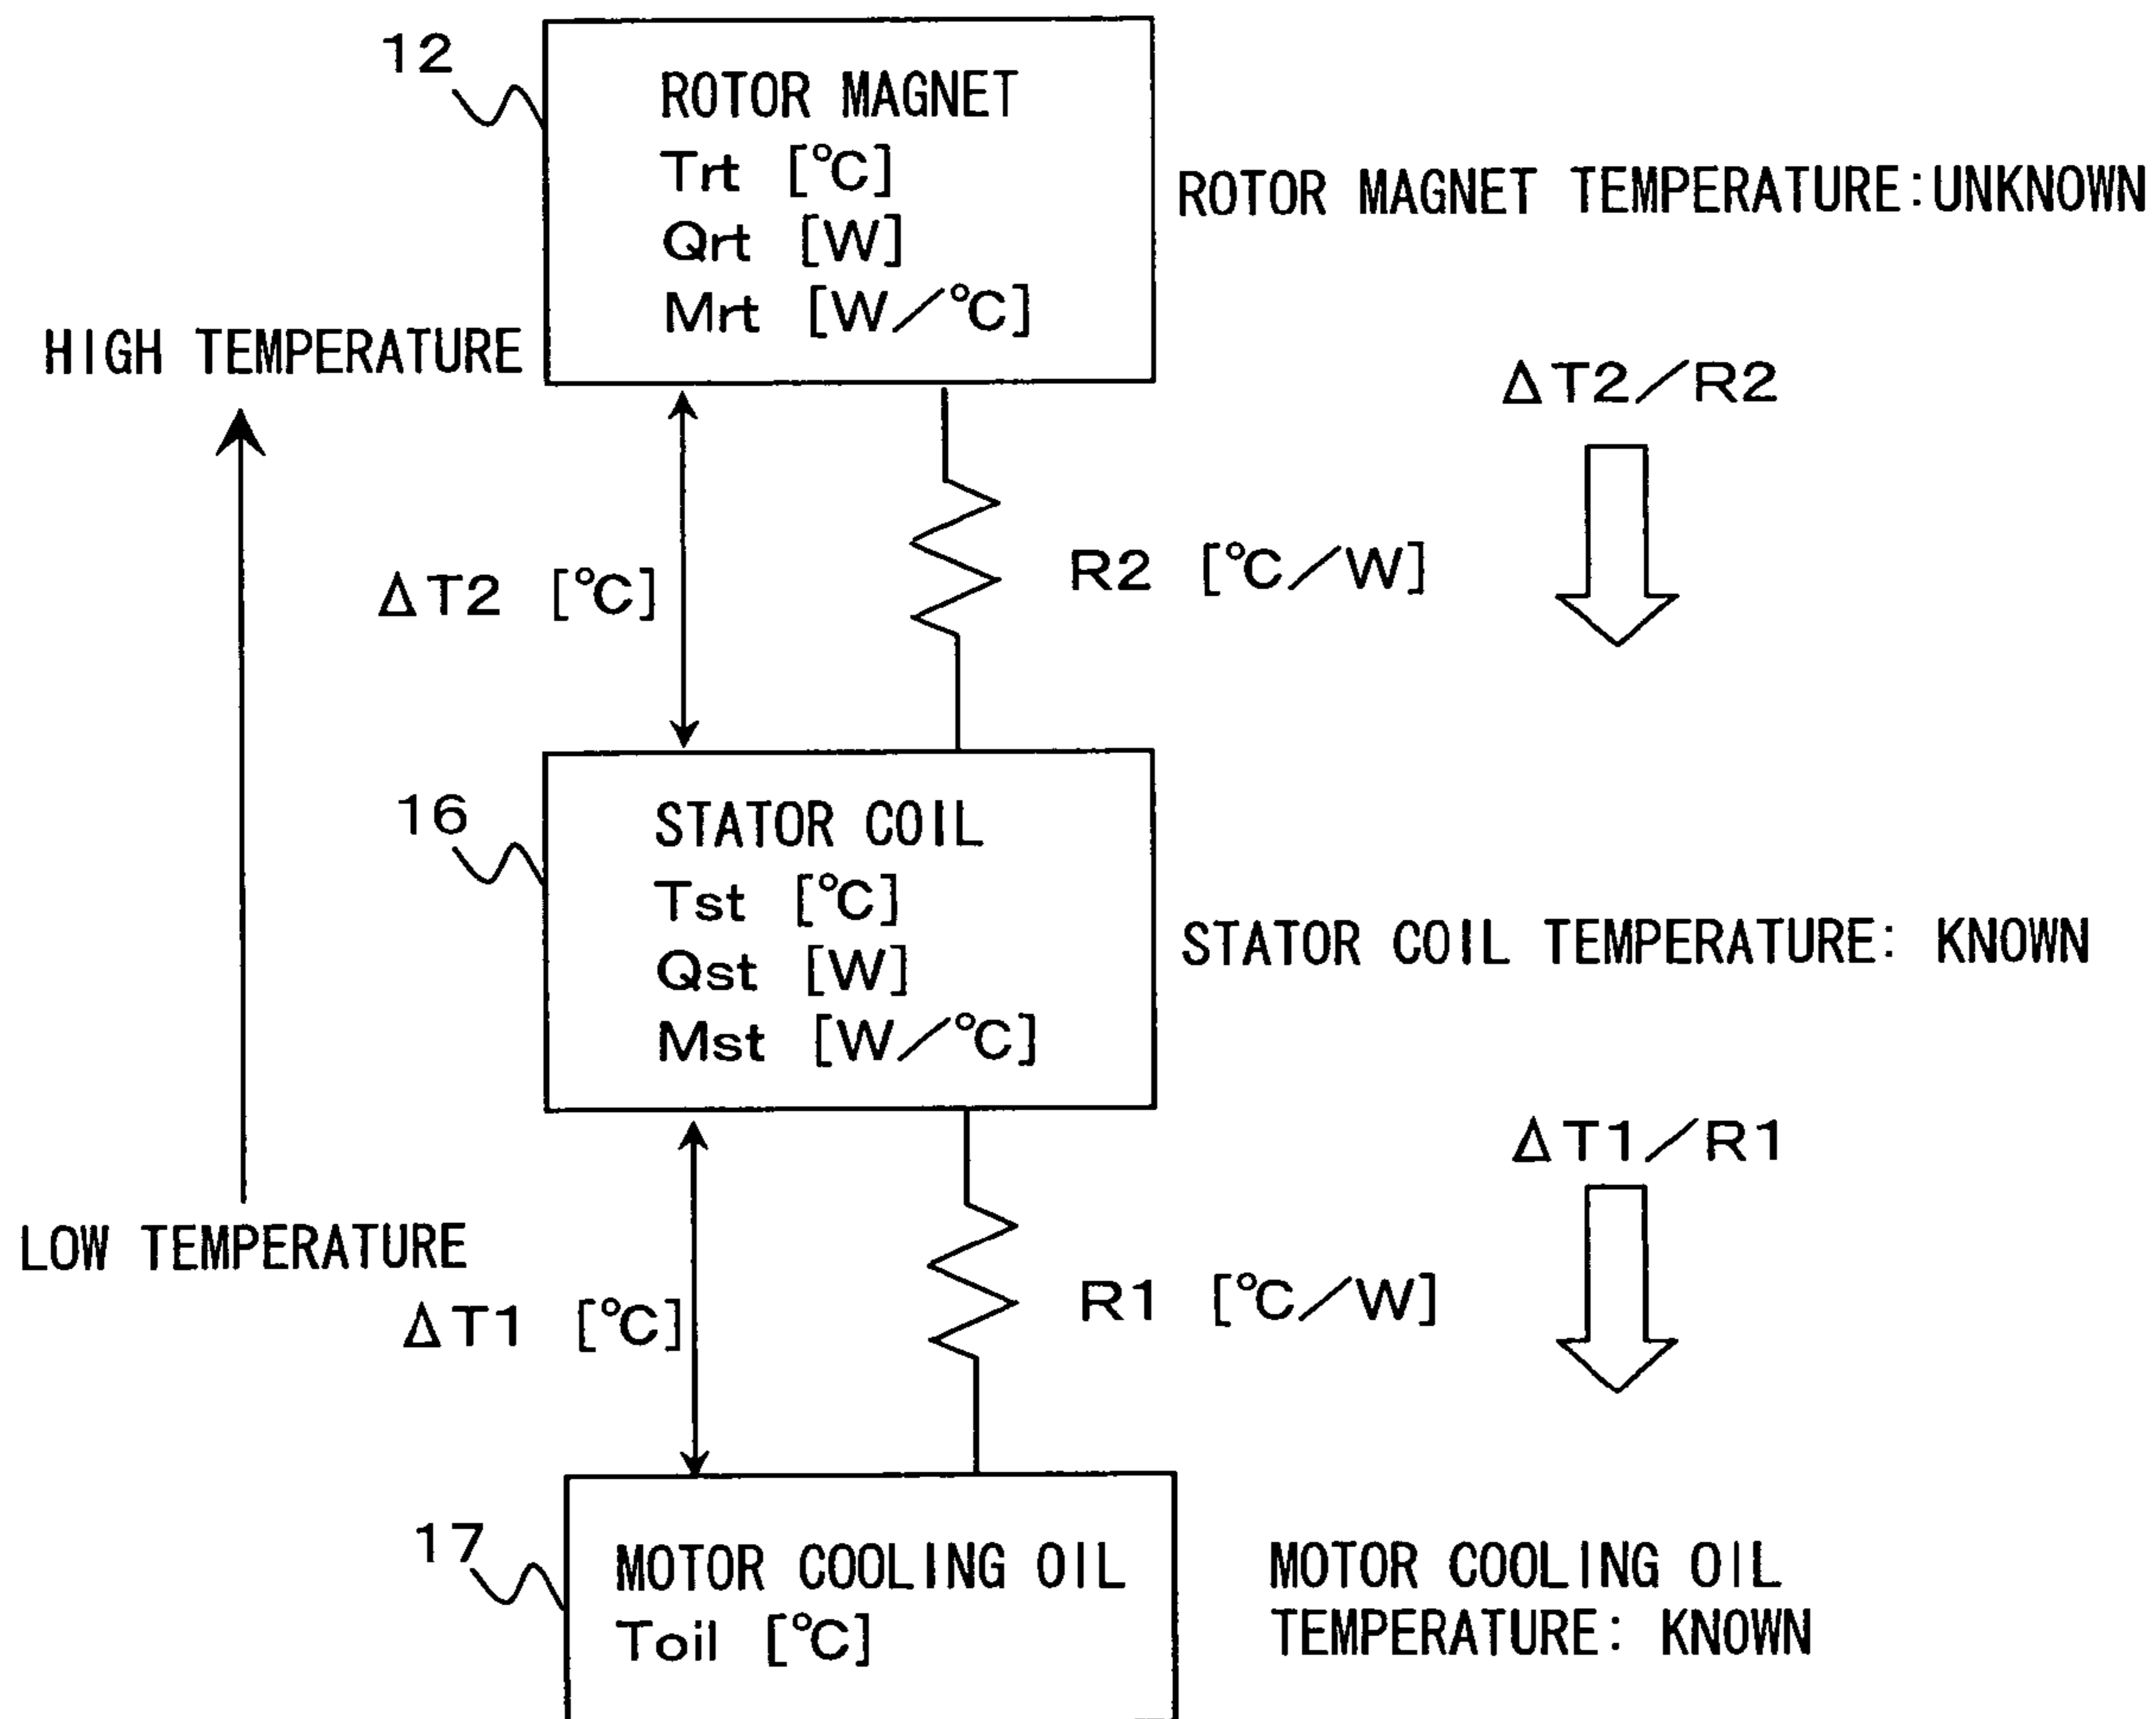 12
ROTOR MAGNET
Trt [℃]
Qrt [W]
Mrt [W/℃]
ROTOR MAGNET TEMPERATURE:UNKNOWN
HIGH TEMPERATURE
ΔT2/R2
ΔT2 [℃]
R2 [℃/W]
16
STATOR COIL
Tst [℃]
Qst [W]
Mst [W/℃]
STATOR COIL TEMPERATURE: KNOWN
ΔT1/R1
LOW TEMPERATURE
ΔT1 [℃]
R1 [℃/W]
17
MOTOR COOLING OIL
Toil [℃]
MOTOR COOLING OIL
TEMPERATURE: KNOWN